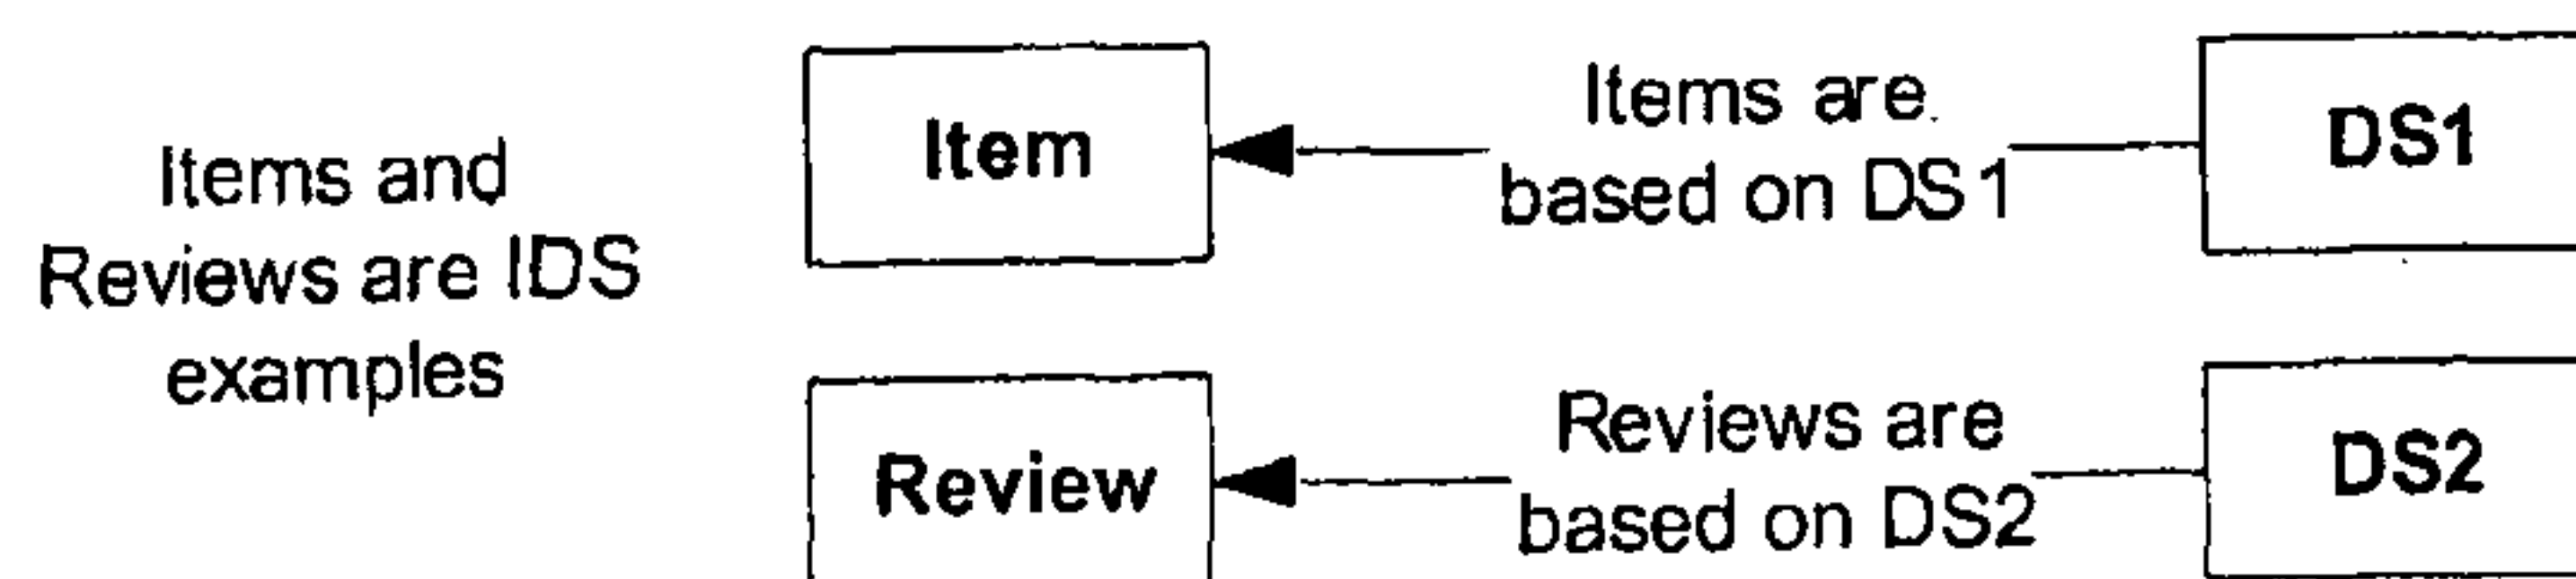 Items and
Reviews are IDS
examples
Item
Items are
based on DS1
DS1
Review
Reviews are
based on DS2
DS2